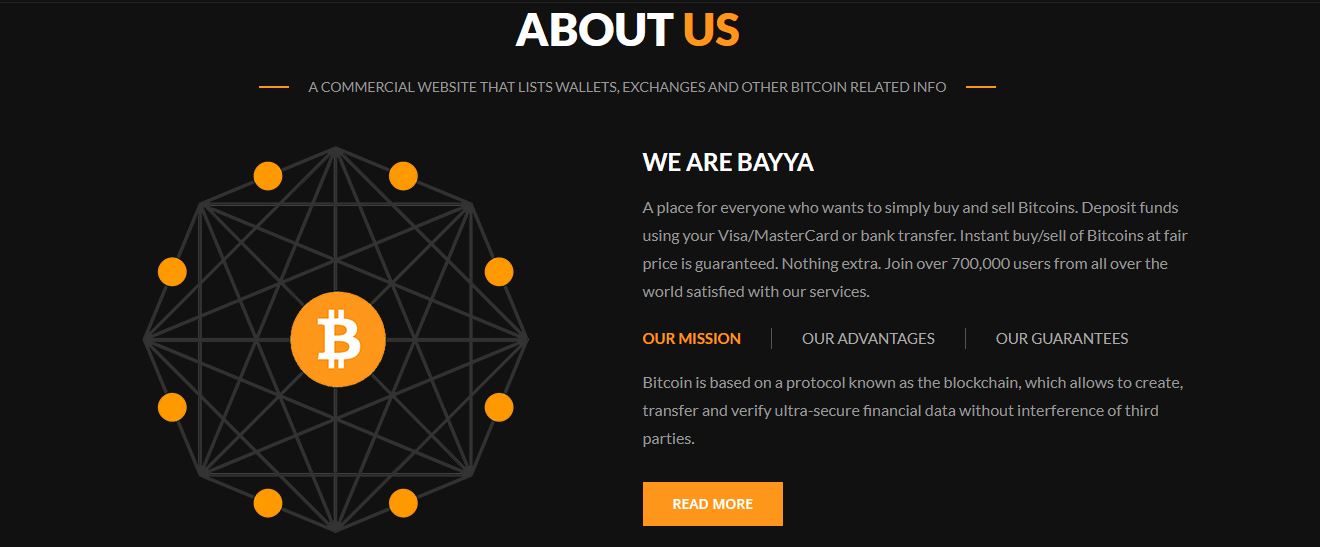 ABOUT US
A COMMERCIAL WEBSITE THAT LISTS WALLETS, EXCHANGES AND OTHER BITCOIN RELATED INFO
WE ARE BAYYA
A place for everyone who wants to simply buy and sell Bitcoins. Deposit funds
using your Visa/MasterCard or bank transfer. Instant buy/sell of Bitcoins at fair
price is guaranteed. Nothing extra. Join over 700,000 users from all over the
world satisfied with our services.
OUR MISSION
OUR ADVANTAGES
OUR GUARANTEES
Bitcoin is based on a protocol known as the blockchain, which allows to create,
transfer and verify ultra-secure financial data without interference of third
parties.
READ MORE